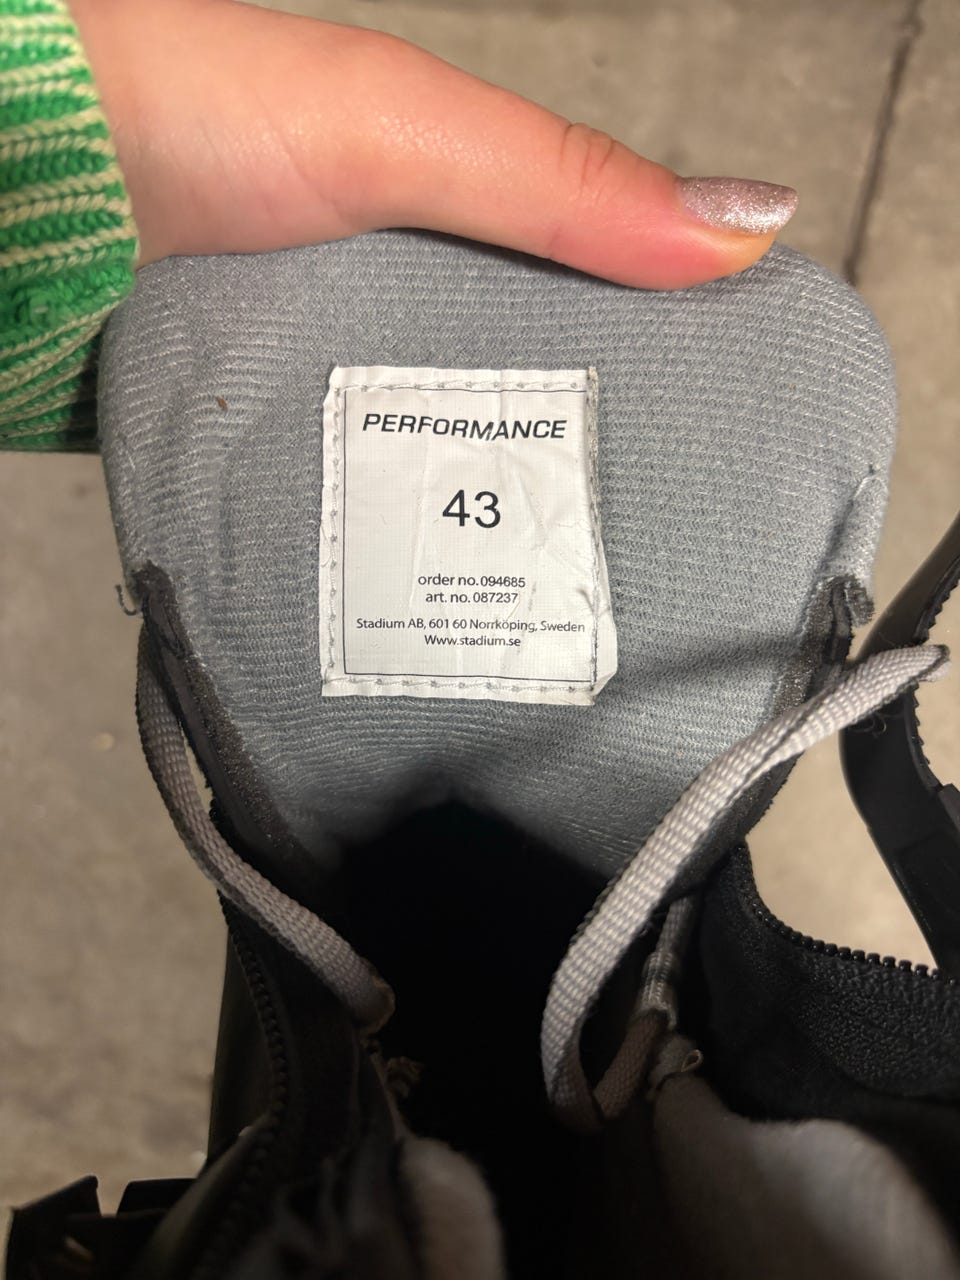 PERFORMANCE
43
order no. 094685
art. no. 087237
Stadium AB, 601 60 Norrköping, Sweden
Www.stadium.se